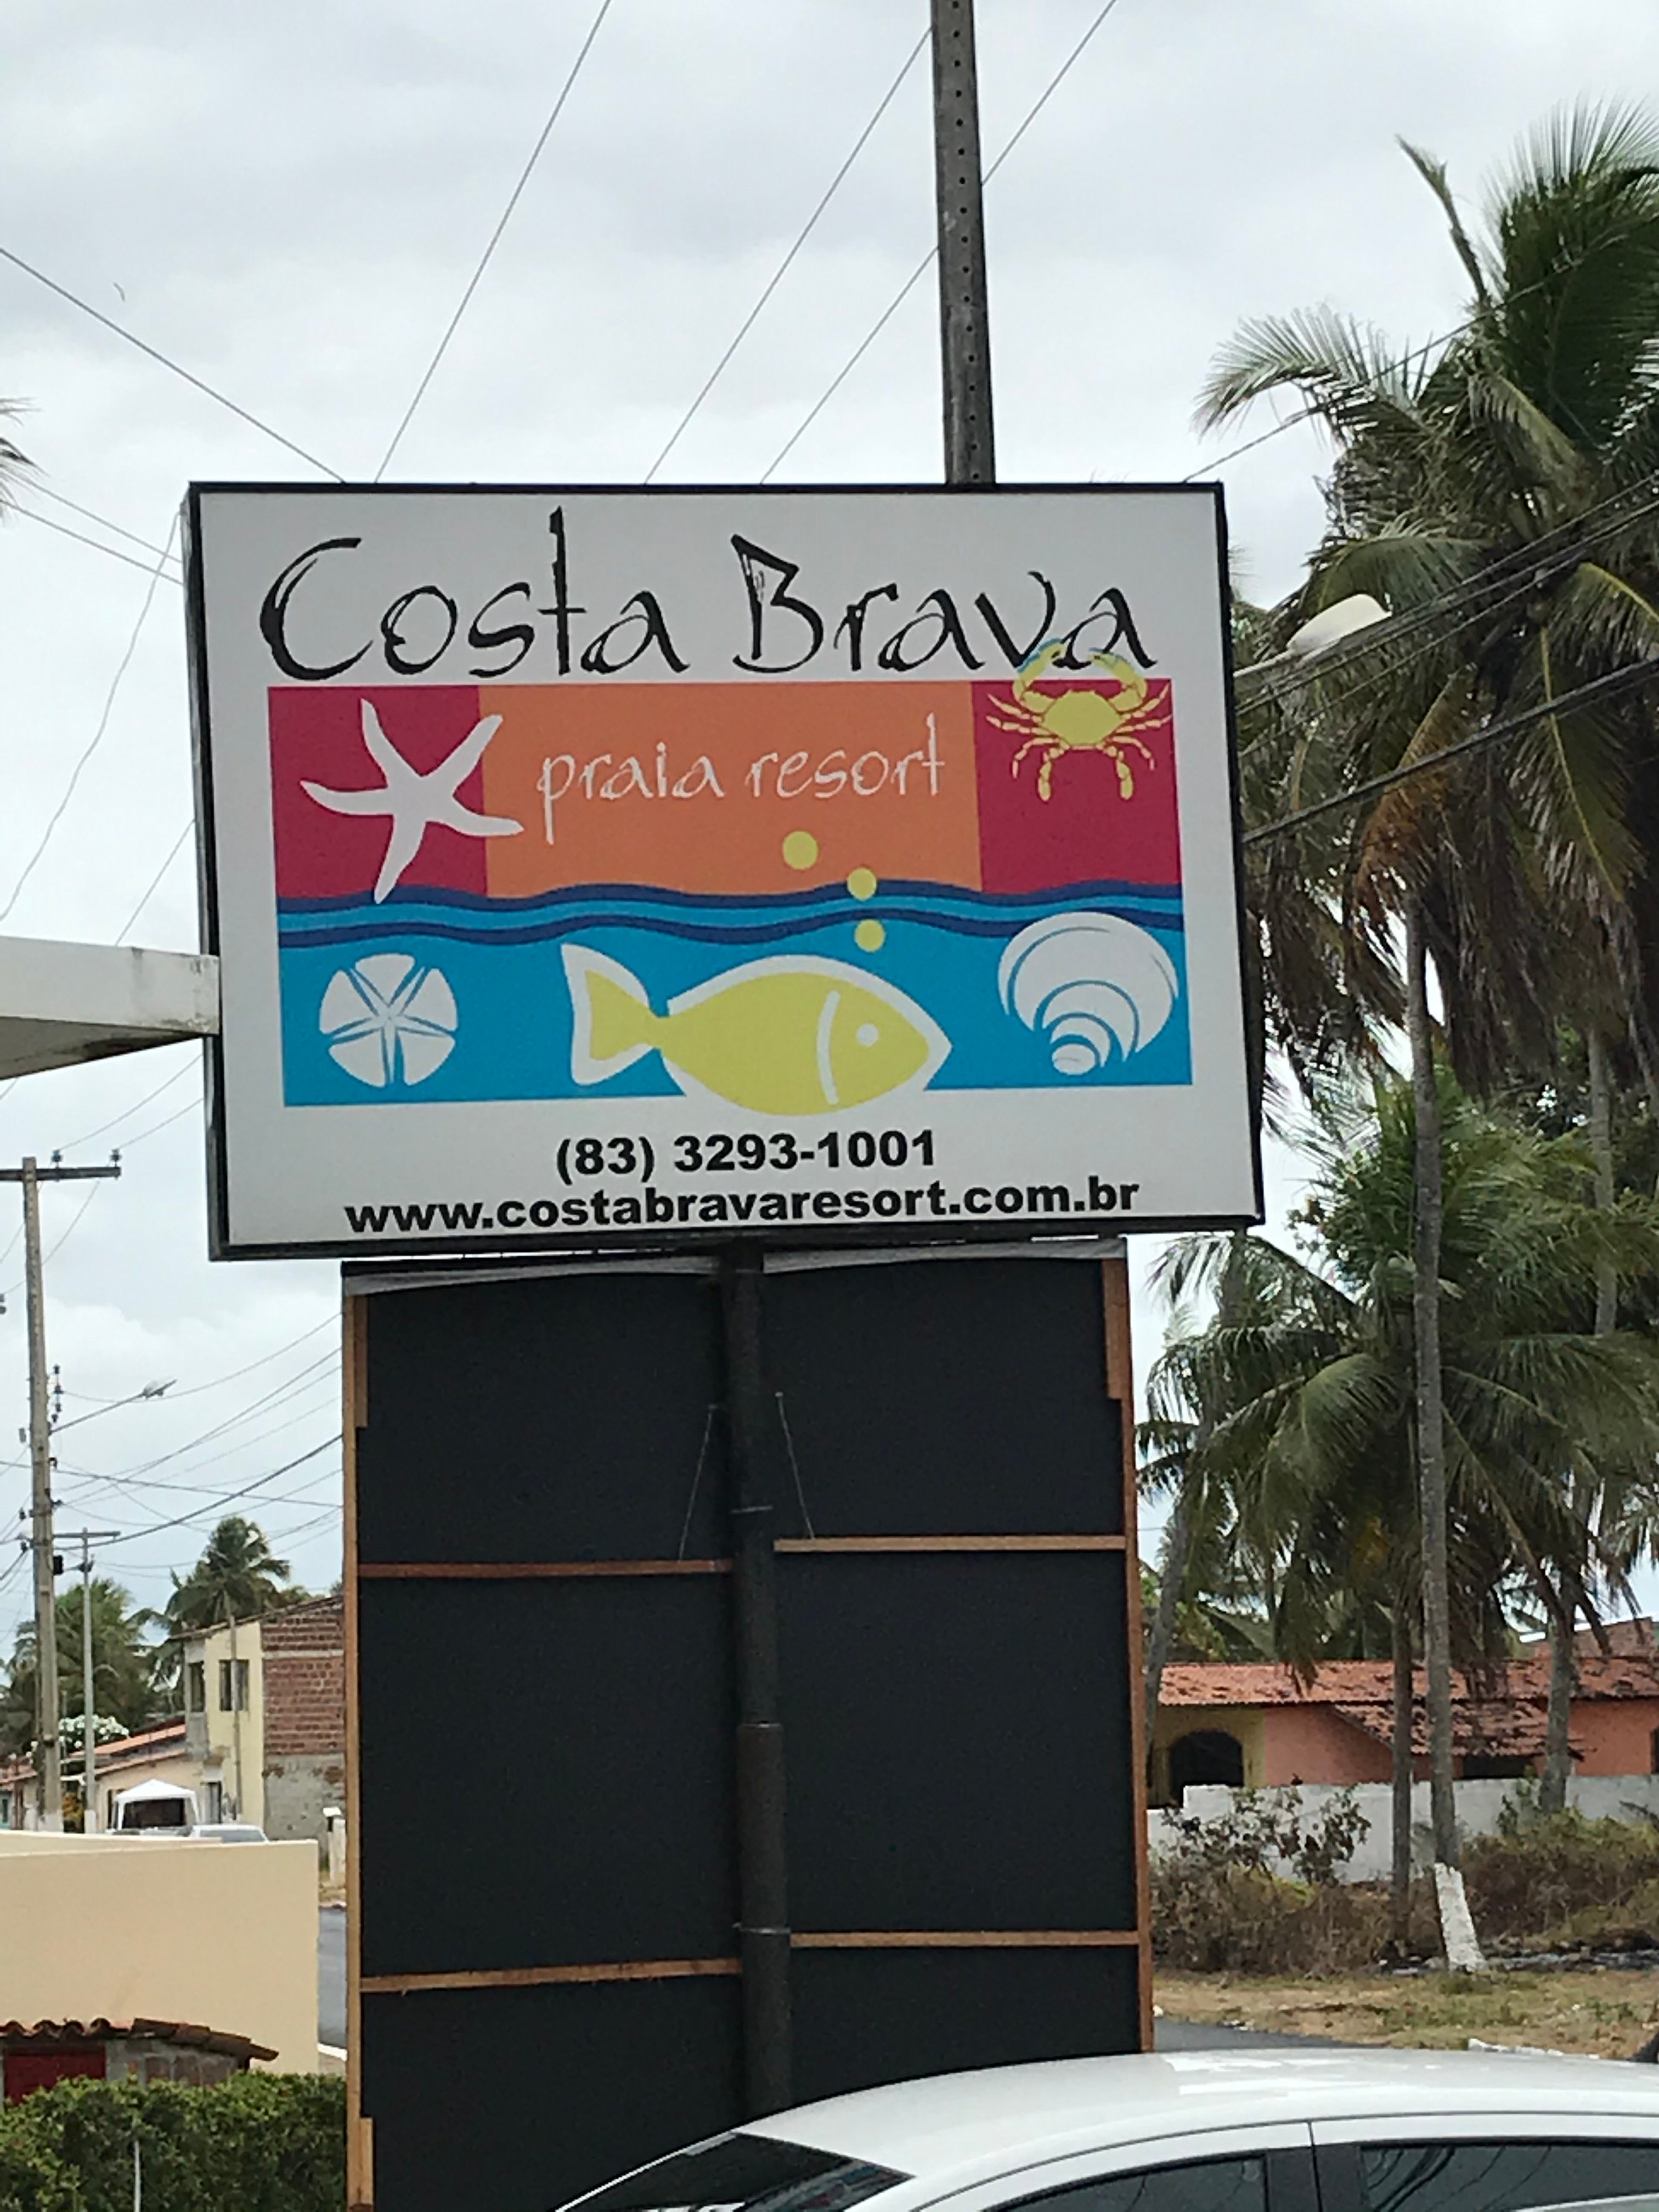 Costa Brava
praia resort
(83) 3293-1001
www.costabravaresort.com.br